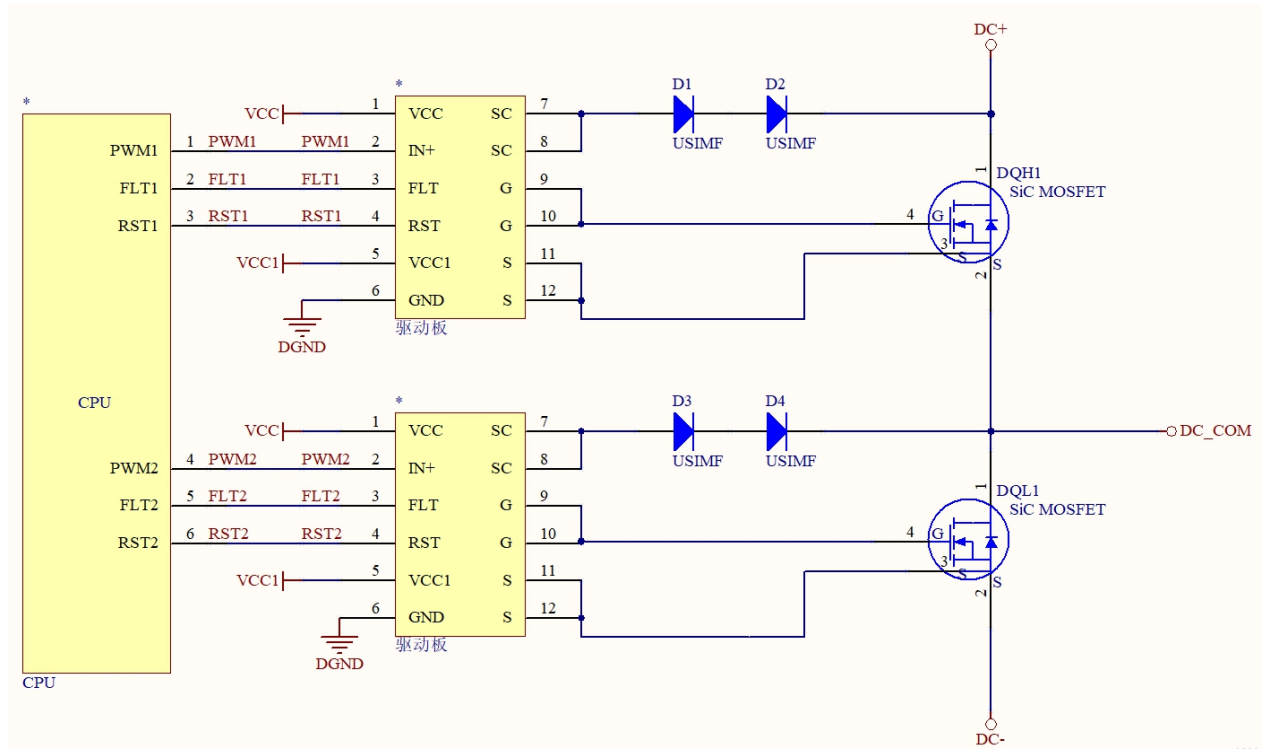 DC+
*
D1
D2
*
VCC
1
VCC
SC
7
USIMF
USIMF
PWM1
1
PWM1
PWM1
2
IN+
SC
8
1
DQH1
SiC MOSFET
FLT1
2
FLT1
FLT1
3
FLT
G
9
RST1
3
RST1
RST1
4
RST
G
10
4
G
3
S
S
2
VCC1
5
VCC1
S
11
6
GND
S
12
驱动板
DGND
*
D3
D4
CPU
VCC
1
VCC
SC
7
DC_COM
USIMF
USIMF
PWM2
4
PWM2
PWM2
2
IN+
SC
8
1
DQL1
SiC MOSFET
FLT2
5
FLT2
FLT2
3
FLT
G
9
RST2
6
RST2
RST2
4
RST
G
10
4
G
3
S
S
2
VCC1
5
VCC1
S
11
6
GND
S
12
驱动板
DGND
CPU
DC-